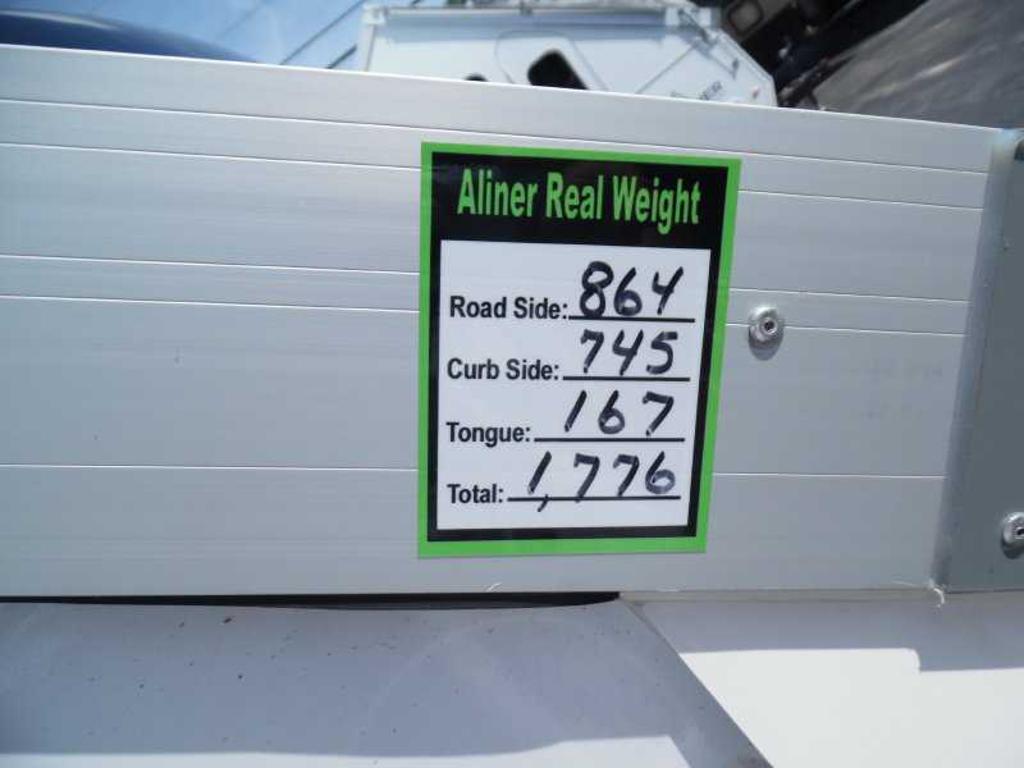 Aliner Real Weight
Road Side: 864
Curb Side: 745
Tongue: 167
Total: 1,776